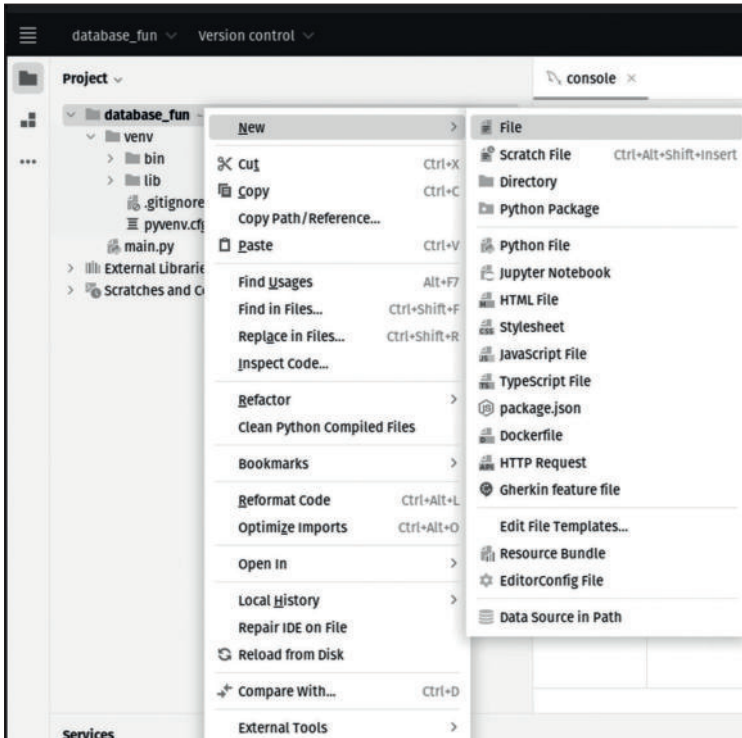 database_fun
Version control
Project
console
database_fun
venv
bin
lib
.gitignore
pyvenv.cfg
main.py
External Librarie
Scratches and Co
New
Cut Ctrl+X
Copy Ctrl+C
Copy Path/Reference...
Paste Ctrl+V
Find Usages Alt+F7
Find in Files... Ctrl+Shift+F
Replace in Files... Ctrl+Shift+R
Inspect Code...
Refactor
Clean Python Compiled Files
Bookmarks
Reformat Code Ctrl+Alt+L
Optimize Imports Ctrl+Alt+O
Open In
Local History
Repair IDE on File
Reload from Disk
Compare With... Ctrl+D
External Tools
File
Scratch File Ctrl+Alt+Shift+Insert
Directory
Python Package
Python File
Jupyter Notebook
HTML File
Stylesheet
JavaScript File
TypeScript File
package.json
Dockerfile
HTTP Request
Gherkin feature file
Edit File Templates...
Resource Bundle
EditorConfig File
Data Source in Path
Services